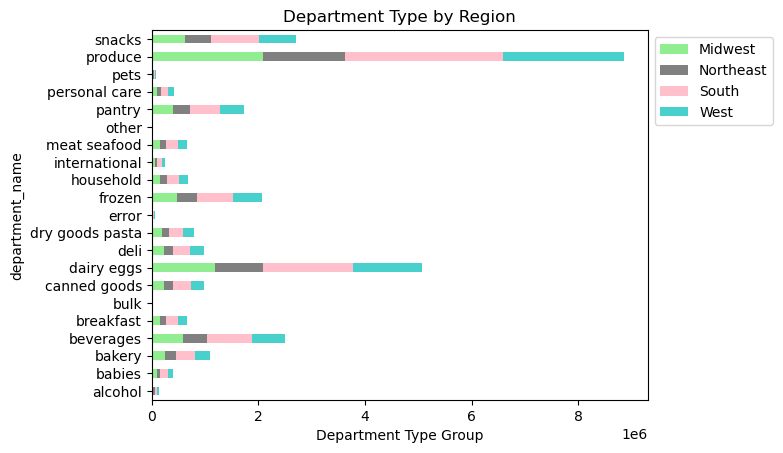 Department Type by Region
snacks
produce
pets
personal care
pantry
other
meat seafood
international
household
frozen
error
dry goods pasta
deli
dairy eggs
canned goods
bulk
breakfast
beverages
bakery
babies
alcohol
department_name
0 2 4 6 8
1e6
Department Type Group
Midwest
Northeast
South
West